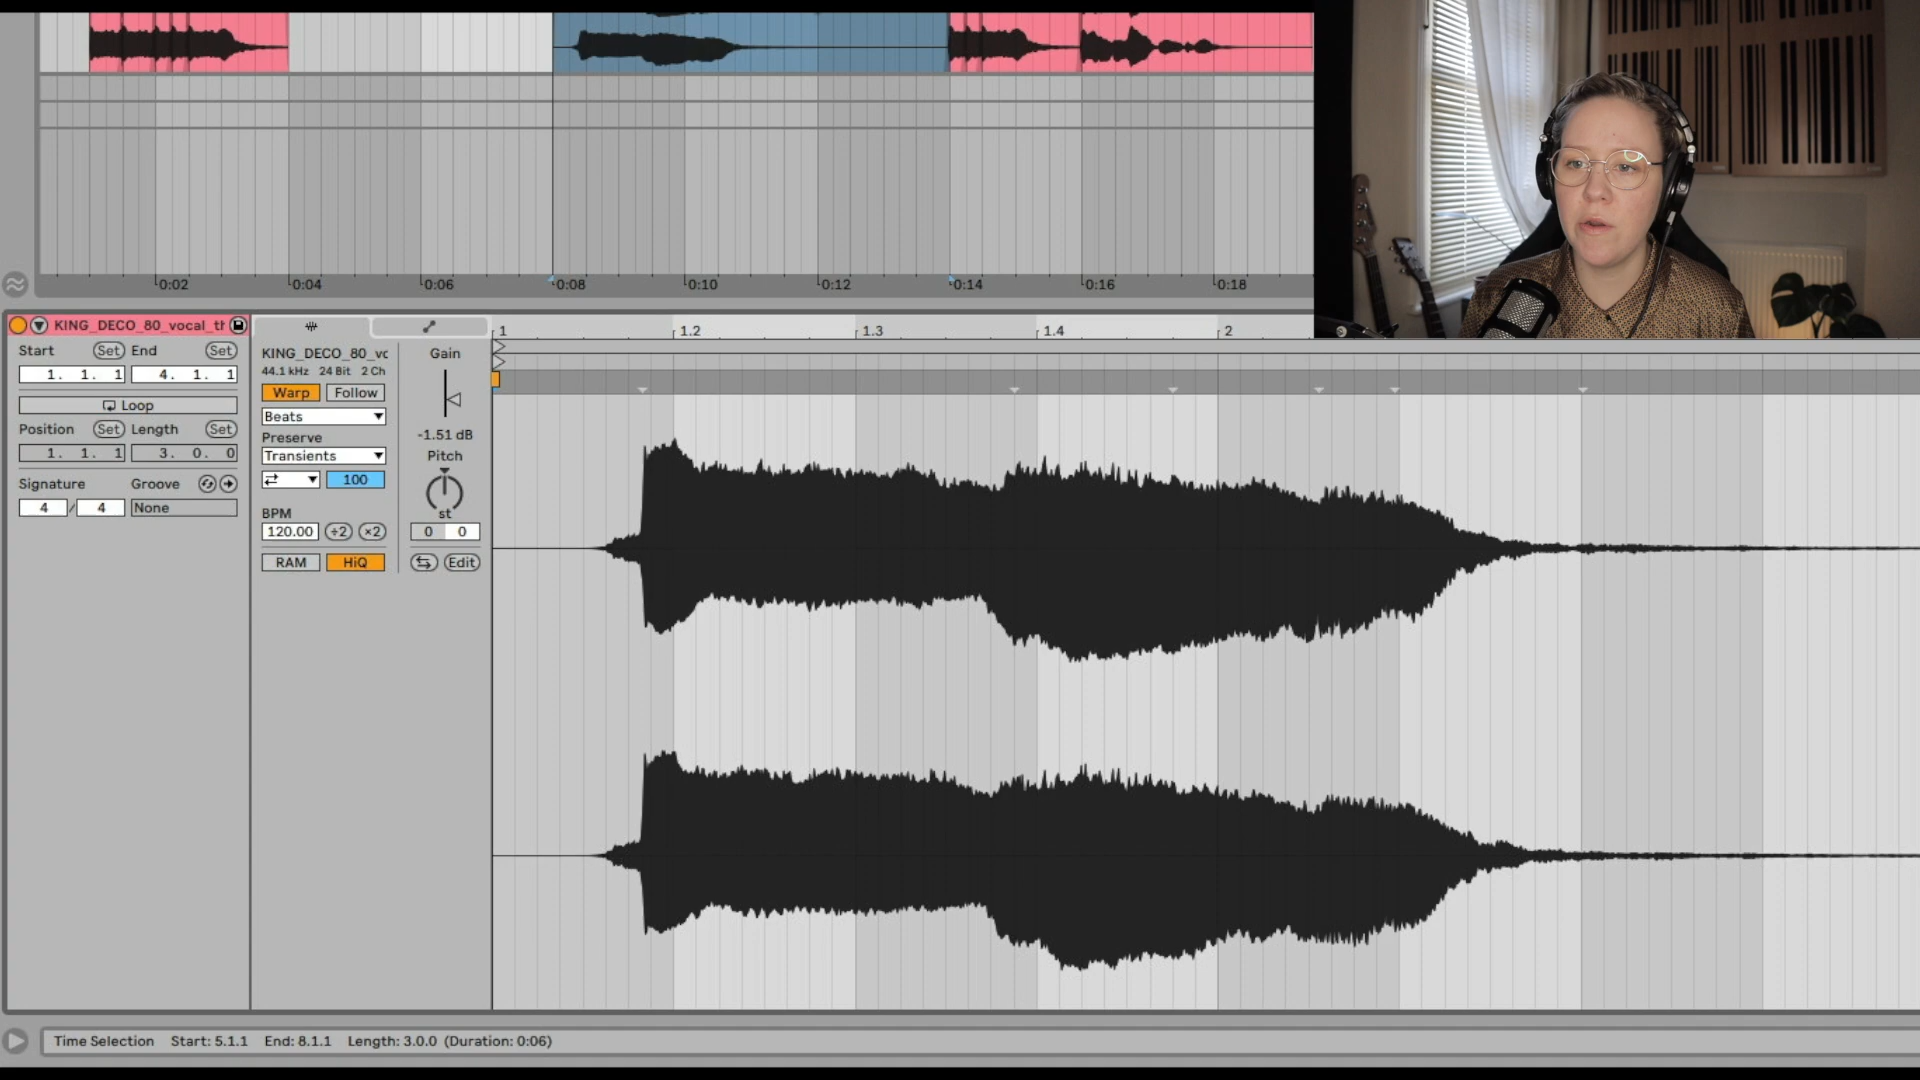 0:02 0:04 0:06 0:08 0:10 0:12 0:14 0:16 0:18
KING_DECO_80_vocal_th
Start Set End Set
1. 1. 1 4. 1. 1
Loop
Position Set Length Set
1. 1. 1 3. 0. 0
Signature Groove
4 / 4 None
KING_DECO_80_vo
44.1 kHz 24 Bit 2 Ch
Warp Follow
Beats
Preserve
Transients
100
BPM
120.00 ÷2 ×2
RAM HiQ
Gain
-1.51 dB
Pitch
st
0 0
Edit
1 1.2 1.3 1.4 2
Time Selection Start: 5.1.1 End: 8.1.1 Length: 3.0.0 (Duration: 0:06)